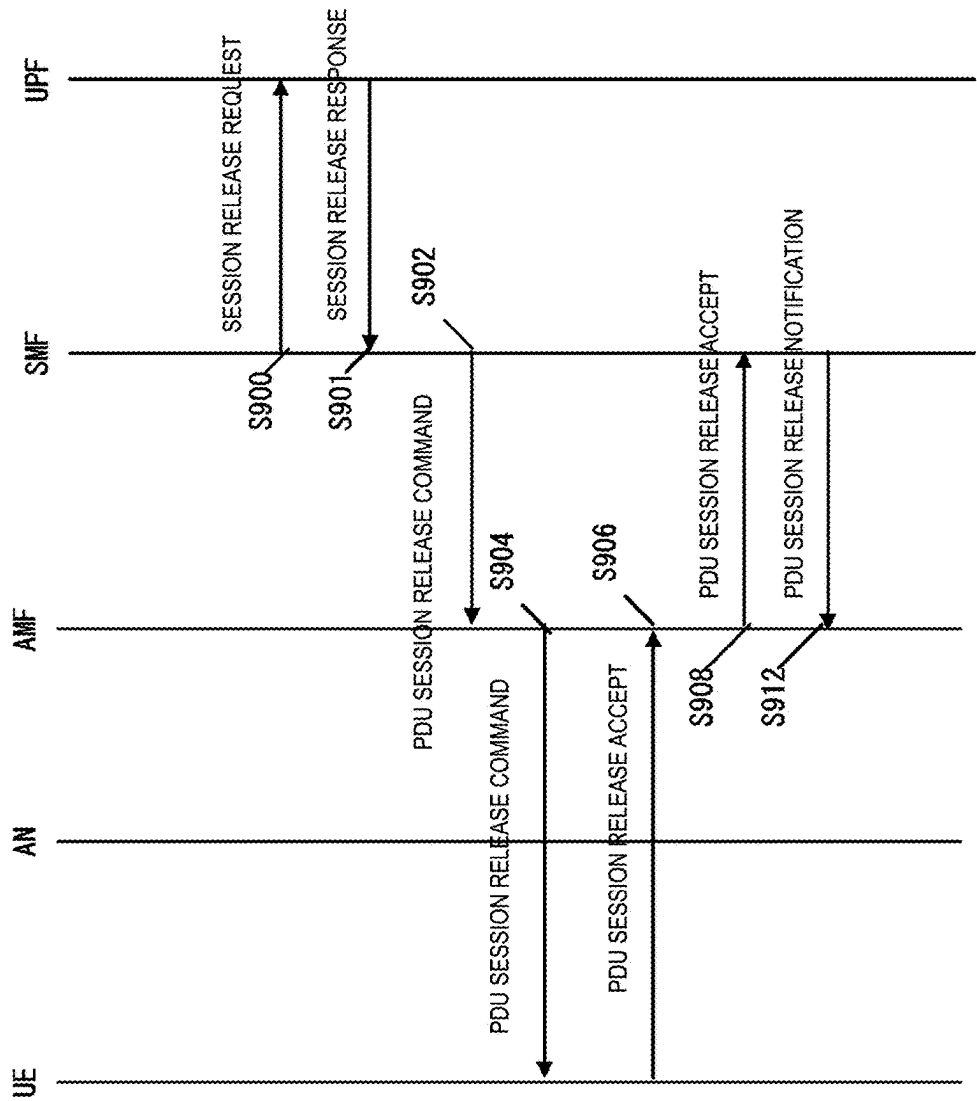 UE
AN
AMF
SMF
UPF
S900
SESSION RELEASE REQUEST
S901
SESSION RELEASE RESPONSE
S902
PDU SESSION RELEASE COMMAND
S904
PDU SESSION RELEASE COMMAND
S906
PDU SESSION RELEASE ACCEPT
S908
PDU SESSION RELEASE ACCEPT
S912
PDU SESSION RELEASE NOTIFICATION